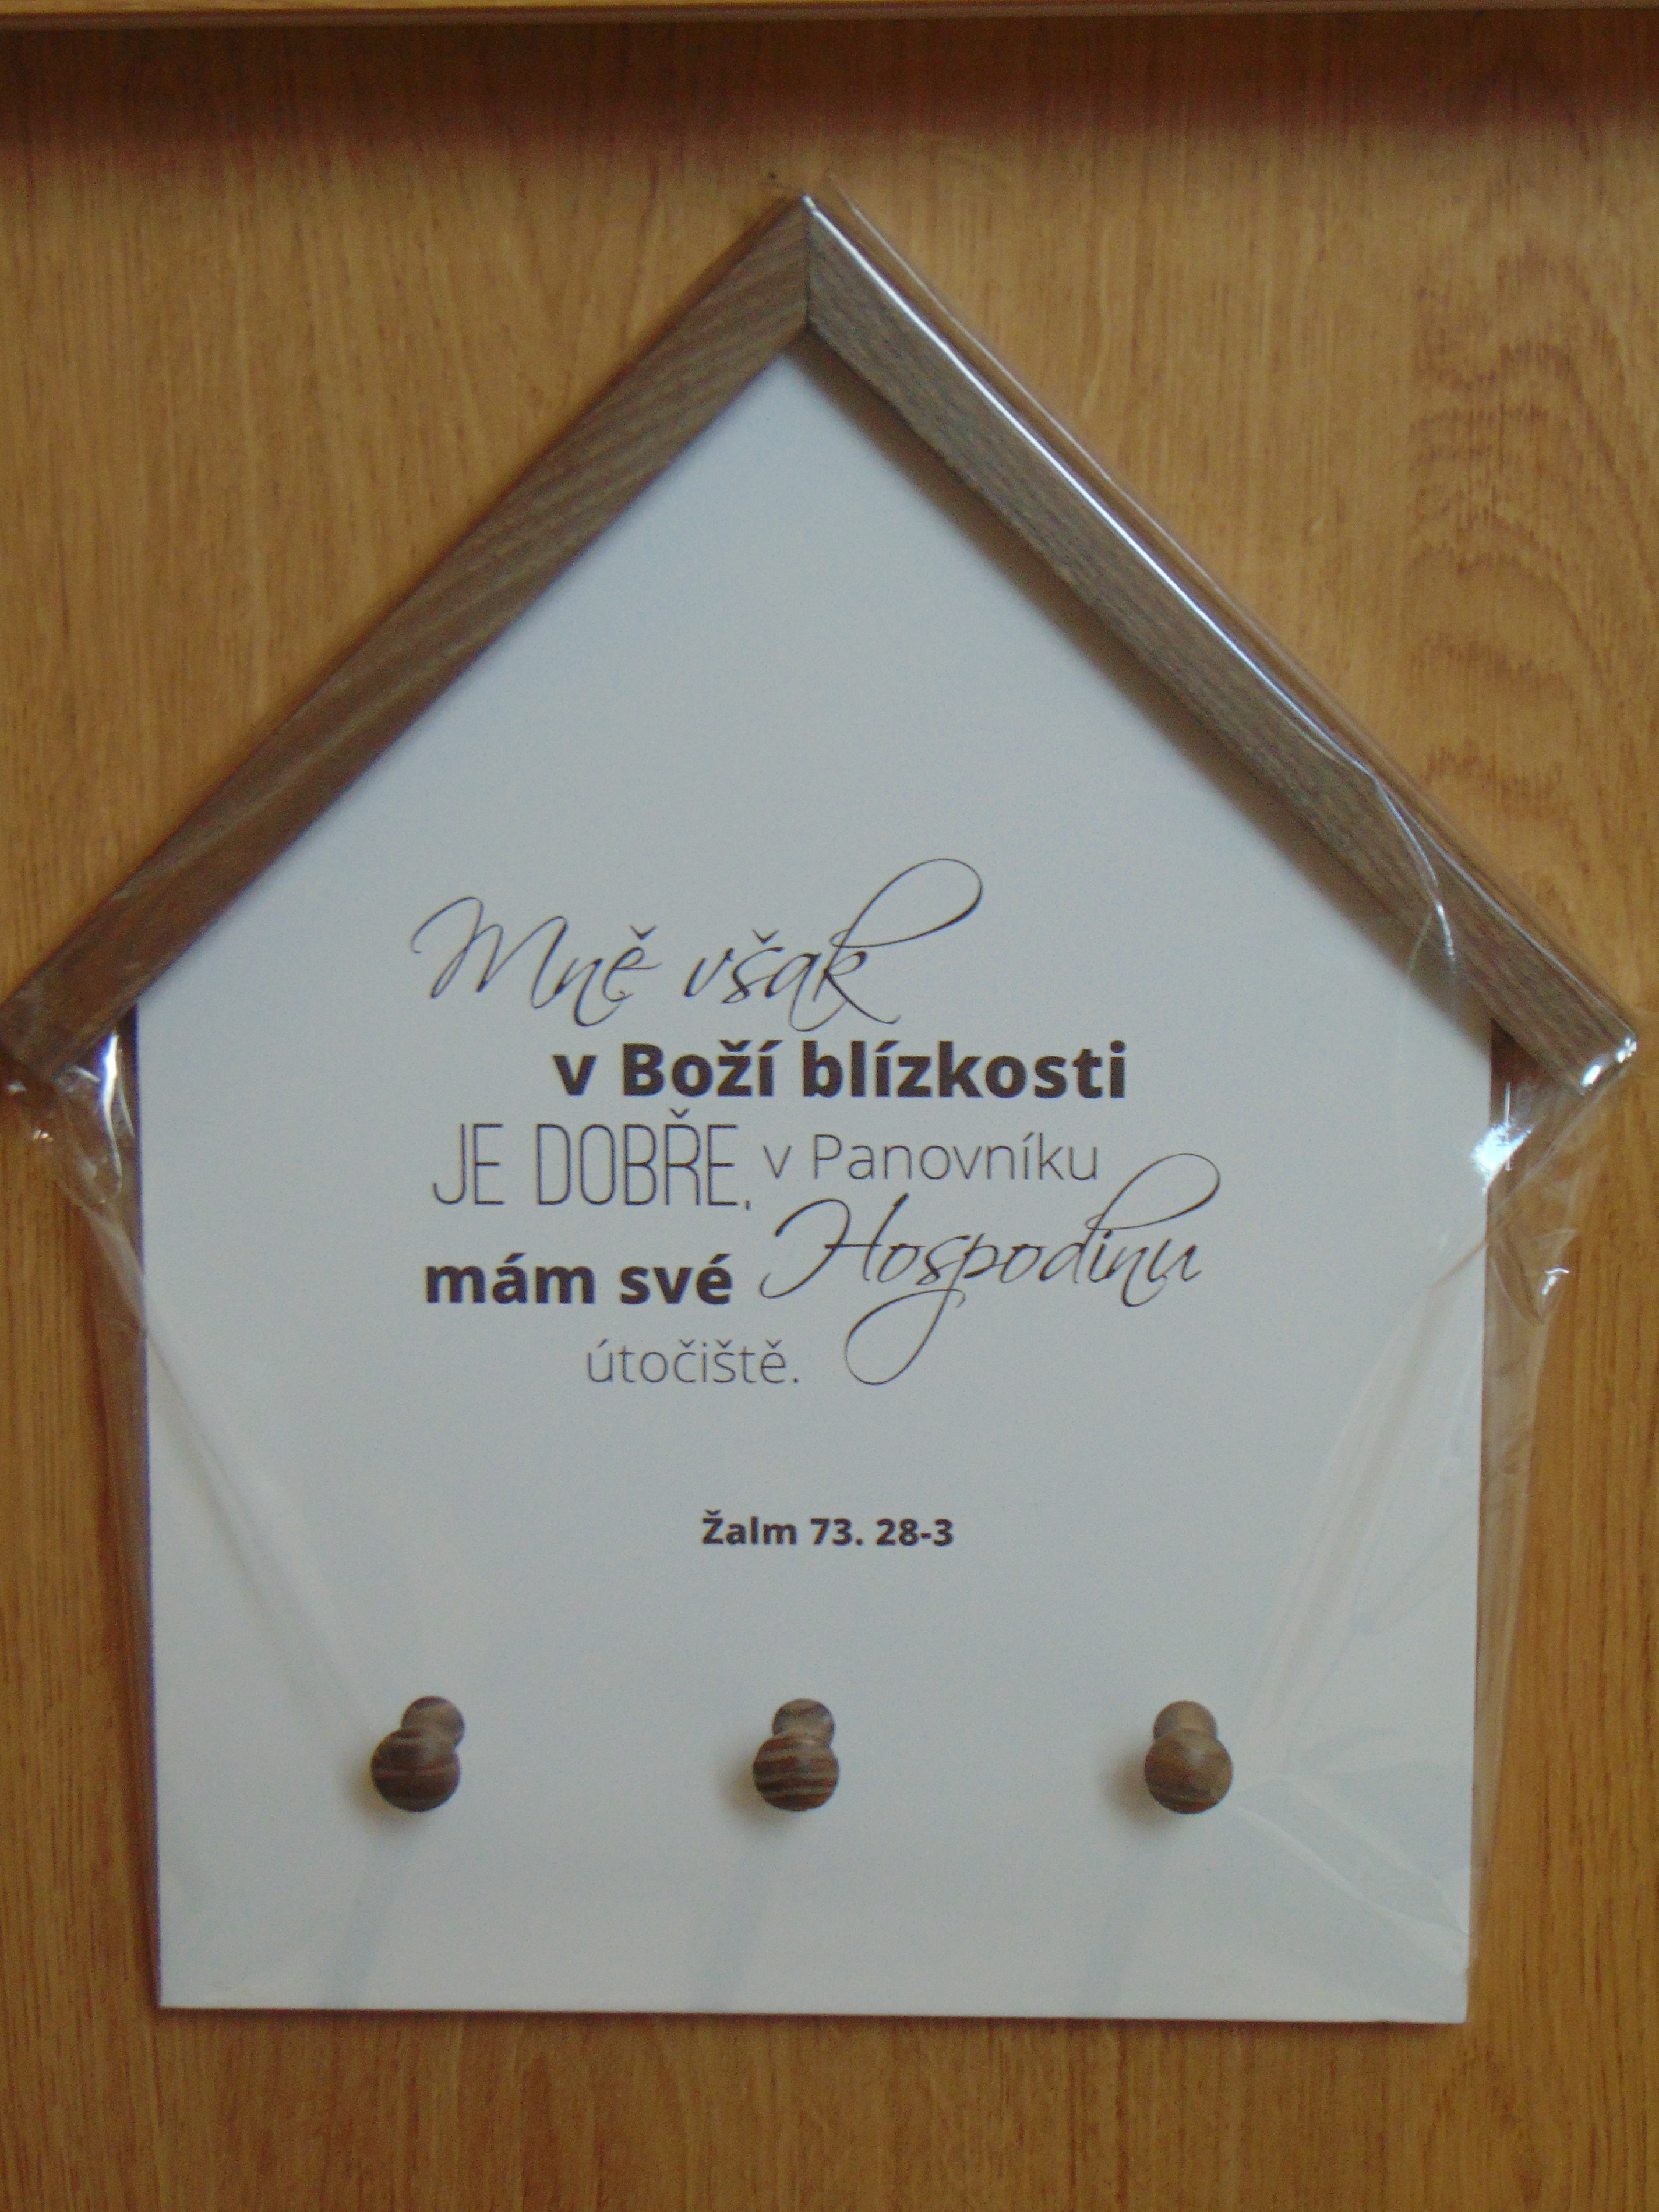 Mně však
v Boží blízkosti
JE DOBŘE, v Panovníku
mám své Hospodinu
útočiště.
Žalm 73. 28-3